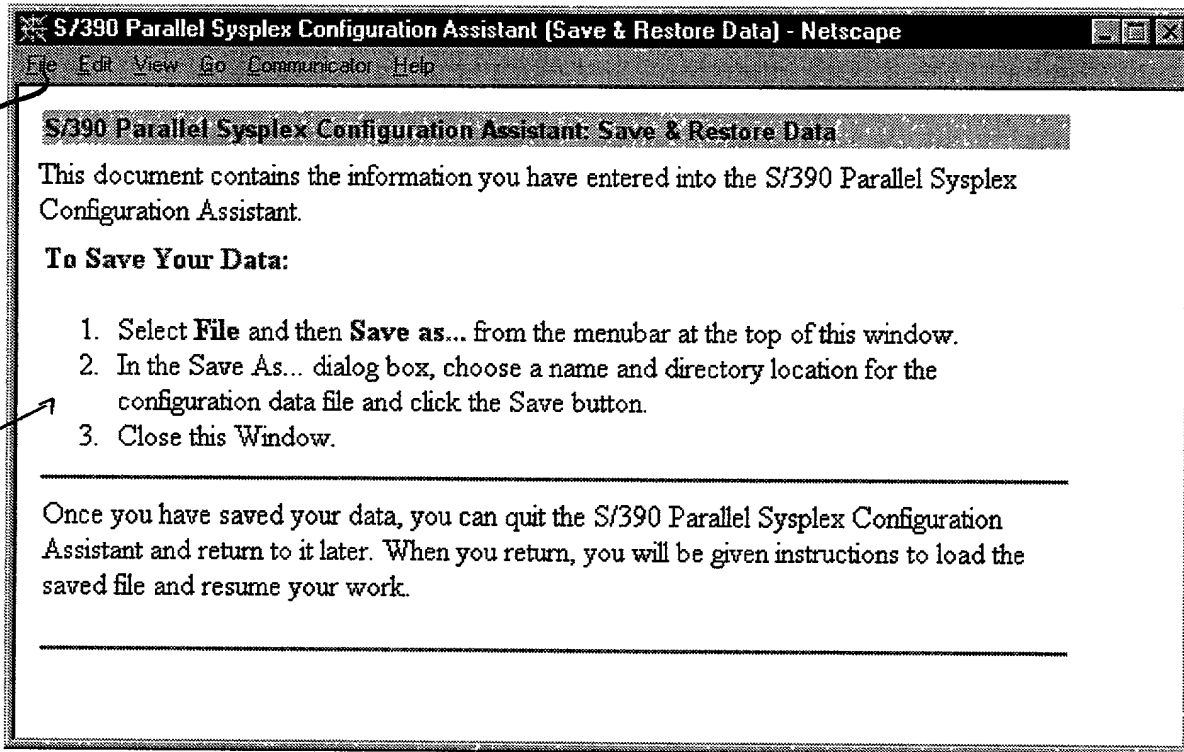 S/390 Parallel Sysplex Configuration Assistant (Save & Restore Data) - Netscape
File Edit View Go Communicator Help
S/390 Parallel Sysplex Configuration Assistant: Save & Restore Data
This document contains the information you have entered into the S/390 Parallel Sysplex
Configuration Assistant.
To Save Your Data:
1. Select File and then Save as... from the menubar at the top of this window.
2. In the Save As... dialog box, choose a name and directory location for the
configuration data file and click the Save button.
3. Close this Window.
Once you have saved your data, you can quit the S/390 Parallel Sysplex Configuration
Assistant and return to it later. When you return, you will be given instructions to load the
saved file and resume your work.